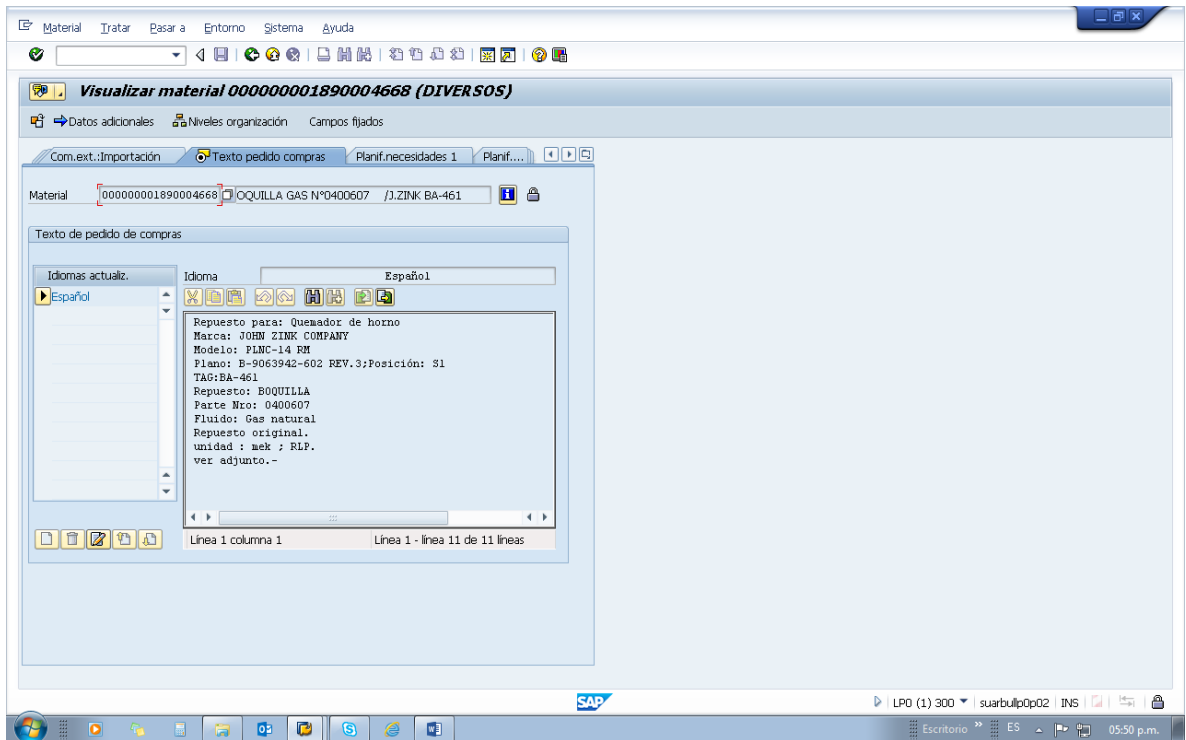 Material Tratar Pasar a Entorno Sistema Ayuda
Visualizar material 000000001890004668 (DIVERSOS)
Datos adicionales Niveles organización Campos fijados
Com.ext.:Importación Texto pedido compras Planif.necesidades 1 Planif....
Material 000000001890004668 OQUILLA GAS N°0400607 /J.ZINK BA-461
Texto de pedido de compras
Idiomas actualiz. Idioma Español
Español
Repuesto para: Quemador de horno
Marca: JOHN ZINK COMPANY
Modelo: PLNC-14 RM
Plano: B-9063942-602 REV.3;Posición: S1
TAG:BA-461
Repuesto: BOQUILLA
Parte Nro: 0400607
Fluido: Gas natural
Repuesto original.
unidad : mek ; RLP.
ver adjunto.-
Línea 1 columna 1 Línea 1 - línea 11 de 11 líneas
SAP
LP0 (1) 300 suarbullp0p02 INS
Escritorio » ES 05:50 p.m.